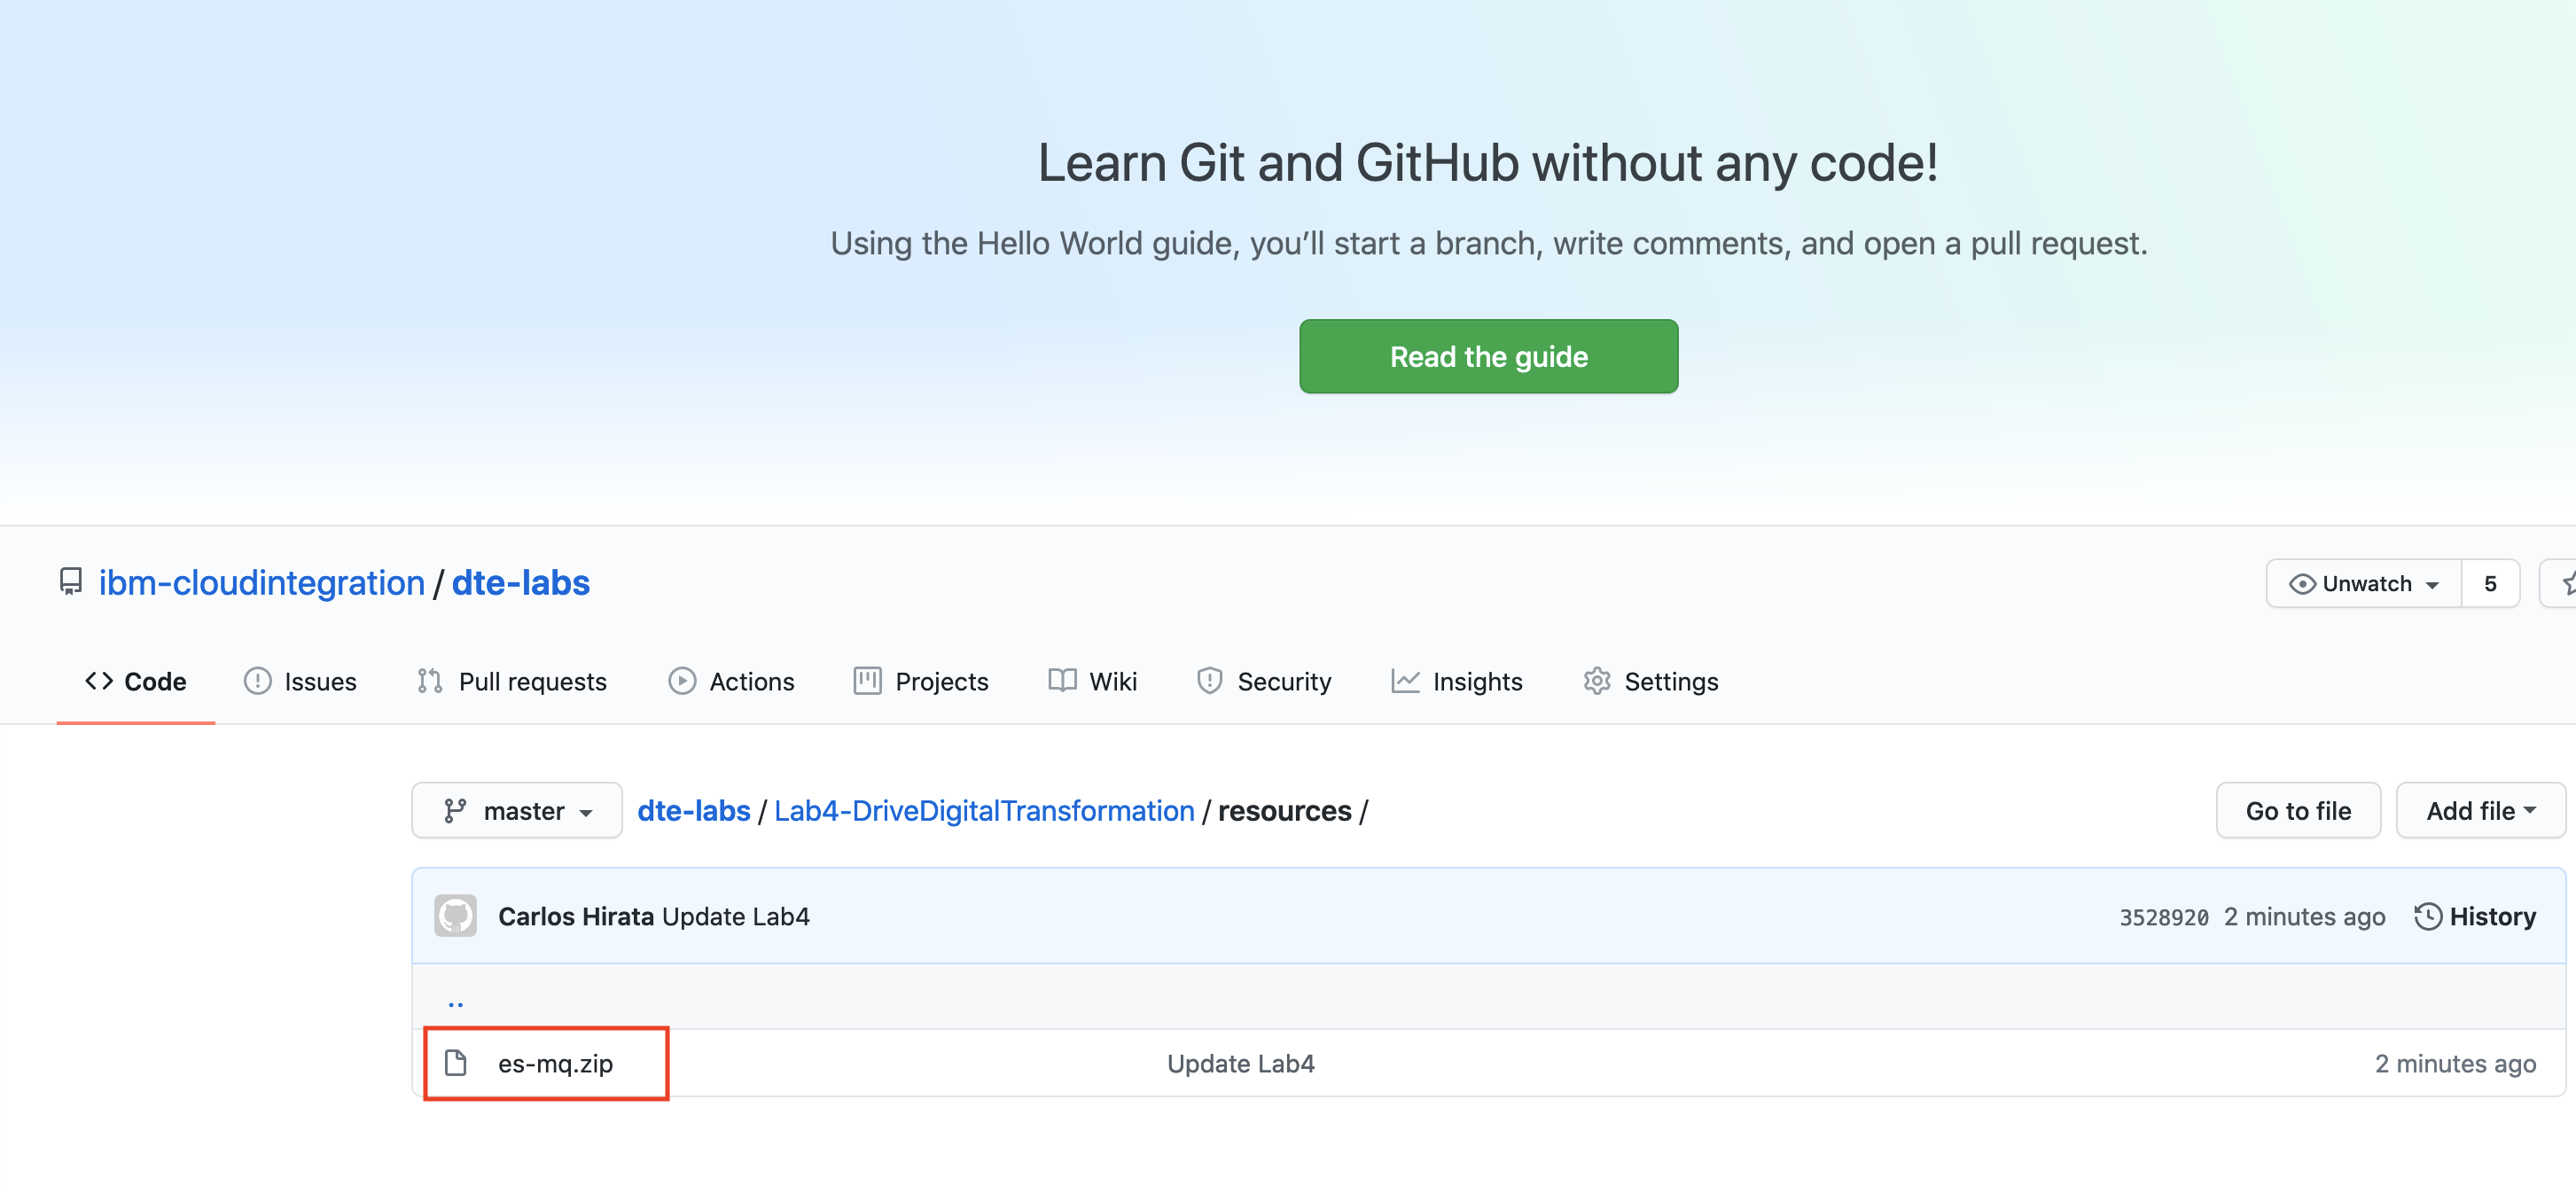 Learn Git and GitHub without any code!
Using the Hello World guide, you’ll start a branch, write comments, and open a pull request.
Read the guide
ibm-cloudintegration / dte-labs
Unwatch 5
Code Issues Pull requests Actions Projects Wiki Security Insights Settings
master dte-labs / Lab4-DriveDigitalTransformation / resources / Go to file Add file
Carlos Hirata Update Lab4 3528920 2 minutes ago History
..
es-mq.zip Update Lab4 2 minutes ago